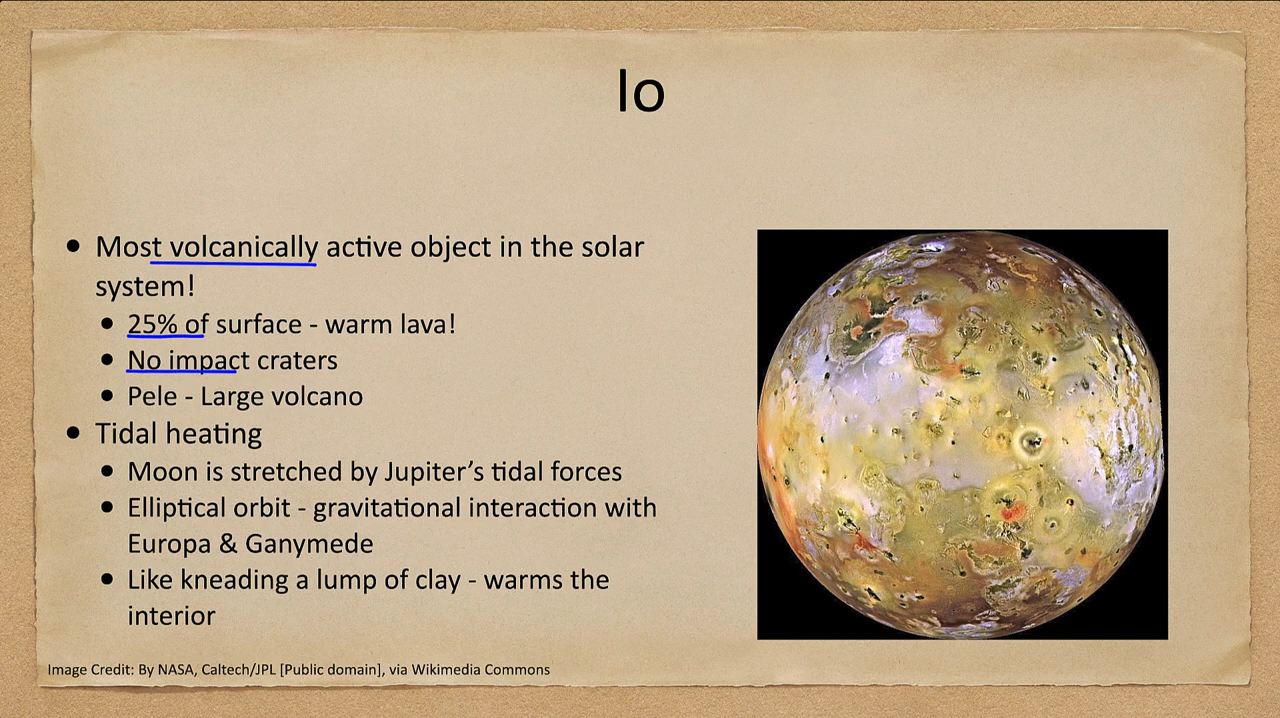 Io
• Most volcanically active object in the solar
system!
• 25% of surface - warm lava!
• No impact craters
• Pele - Large volcano
• Tidal heating
• Moon is stretched by Jupiter’s tidal forces
• Elliptical orbit - gravitational interaction with
Europa & Ganymede
• Like kneading a lump of clay - warms the
interior
Image Credit: By NASA, Caltech/JPL [Public domain], via Wikimedia Commons